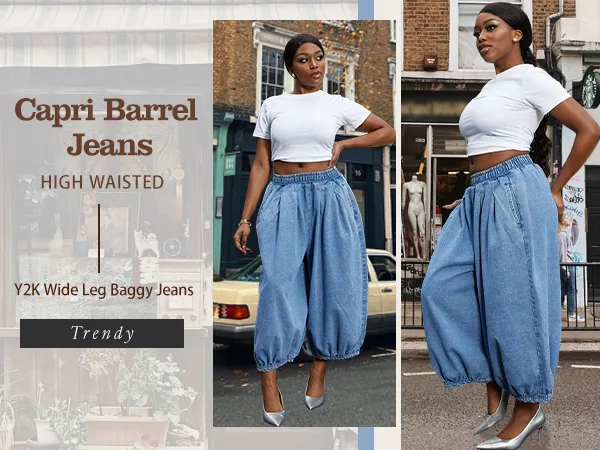 Capri Barrel
Jeans
HIGH WAISTED
Y2K Wide Leg Baggy Jeans
Trendy